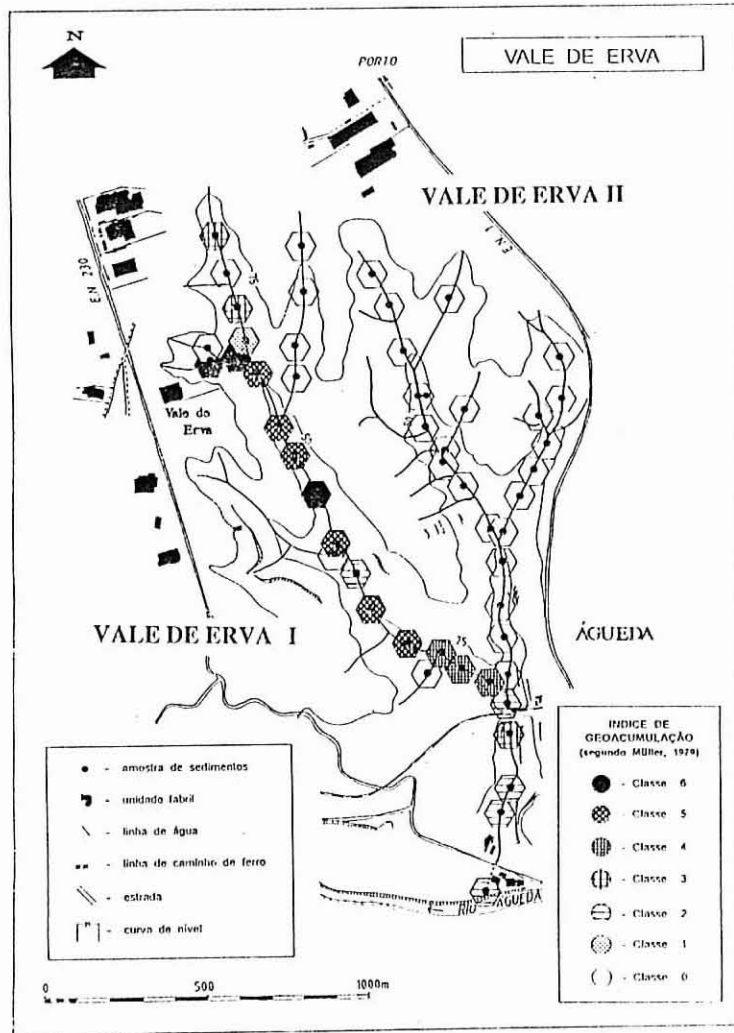 N
VALE DE ERVA
PORTO
VALE DE ERVA II
E.N. 1
E.N. 230
75
Vale do
Erva
VALE DE ERVA I
25
ÁGUEDA
INDICE DE
GEOACUMULAÇÃO
(segundo Müller, 1979)
- Classe 6
- Classe 5
- Classe 4
- Classe 3
- Classe 2
- Classe 1
- Classe 0
- amostra de sedimentos
- unidade fabril
- linha de água
- linha de caminho de ferro
- estrada
- curva de nível
RIO ÁGUEDA
0 500 1000m